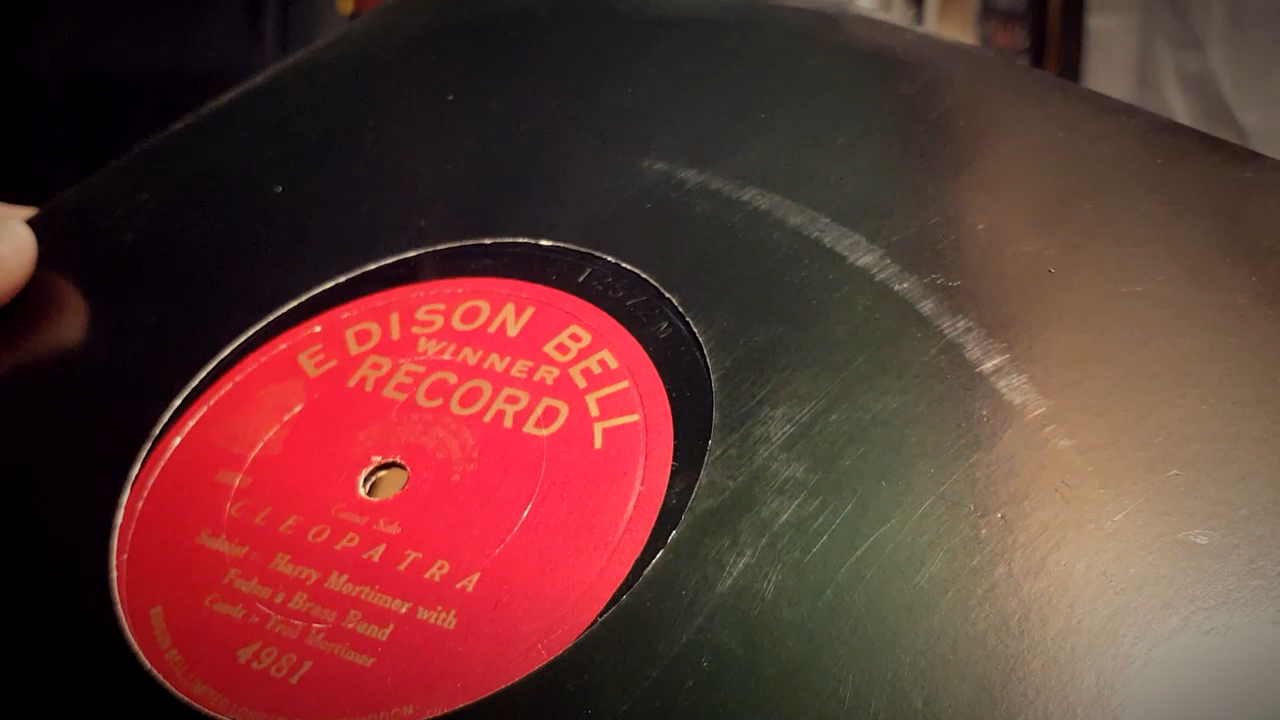 EDISON BELL
WINNER
RECORD
Cornet Solo
CLEOPATRA
Soloist :- Harry Mortimer with
Foden's Brass Band
Cond: :- Fred Mortimer
4981